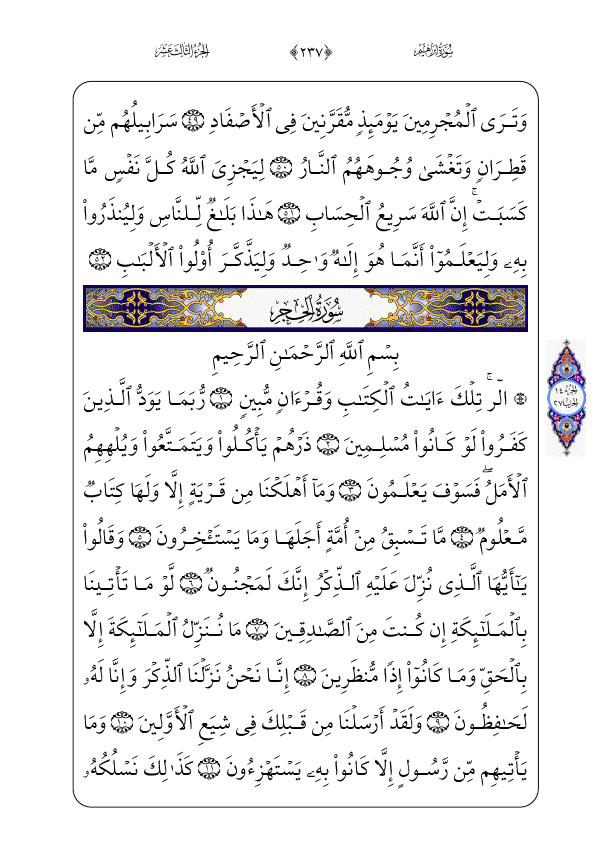 سُورَةُ إِبْرَاهِيم ﴿٢٣٧﴾ الجُزْءُ الثَّالِثَ عَشَرَ
وَتَرَى ٱلْمُجْرِمِينَ يَوْمَئِذٍ مُّقَرَّنِينَ فِى ٱلْأَصْفَادِ ٤٩ سَرَابِيلُهُم مِّن
قَطِرَانٍ وَتَغْشَىٰ وُجُوهَهُمُ ٱلنَّارُ ٥٠ لِيَجْزِىَ ٱللَّهُ كُلَّ نَفْسٍ مَّا
كَسَبَتْ ۚ إِنَّ ٱللَّهَ سَرِيعُ ٱلْحِسَابِ ٥١ هَـٰذَا بَلَـٰغٌ لِّلنَّاسِ وَلِيُنذَرُوا۟
بِهِۦ وَلِيَعْلَمُوٓا۟ أَنَّمَا هُوَ إِلَـٰهٌ وَٰحِدٌ وَلِيَذَّكَّرَ أُو۟لُوا۟ ٱلْأَلْبَـٰبِ ٥٢
سُورَةُ الحِجْر
بِسْمِ ٱللَّهِ ٱلرَّحْمَـٰنِ ٱلرَّحِيمِ
۞ الٓر ۚ تِلْكَ ءَايَـٰتُ ٱلْكِتَـٰبِ وَقُرْءَانٍ مُّبِينٍ ١ رُّبَمَا يَوَدُّ ٱلَّذِينَ
الجزء ١٤
الحزب ٢٧
كَفَرُوا۟ لَوْ كَانُوا۟ مُسْلِمِينَ ٢ ذَرْهُمْ يَأْكُلُوا۟ وَيَتَمَتَّعُوا۟ وَيُلْهِهِمُ
ٱلْأَمَلُ ۖ فَسَوْفَ يَعْلَمُونَ ٣ وَمَآ أَهْلَكْنَا مِن قَرْيَةٍ إِلَّا وَلَهَا كِتَابٌ
مَّعْلُومٌ ٤ مَّا تَسْبِقُ مِنْ أُمَّةٍ أَجَلَهَا وَمَا يَسْتَـْٔخِرُونَ ٥ وَقَالُوا۟
يَـٰٓأَيُّهَا ٱلَّذِى نُزِّلَ عَلَيْهِ ٱلذِّكْرُ إِنَّكَ لَمَجْنُونٌ ٦ لَّوْ مَا تَأْتِينَا
بِٱلْمَلَـٰٓئِكَةِ إِن كُنتَ مِنَ ٱلصَّـٰدِقِينَ ٧ مَا نُنَزِّلُ ٱلْمَلَـٰٓئِكَةَ إِلَّا
بِٱلْحَقِّ وَمَا كَانُوٓا۟ إِذًا مُّنظَرِينَ ٨ إِنَّا نَحْنُ نَزَّلْنَا ٱلذِّكْرَ وَإِنَّا لَهُۥ
لَحَـٰفِظُونَ ٩ وَلَقَدْ أَرْسَلْنَا مِن قَبْلِكَ فِى شِيَعِ ٱلْأَوَّلِينَ ١٠ وَمَا
يَأْتِيهِم مِّن رَّسُولٍ إِلَّا كَانُوا۟ بِهِۦ يَسْتَهْزِءُونَ ١١ كَذَٰلِكَ نَسْلُكُهُۥ